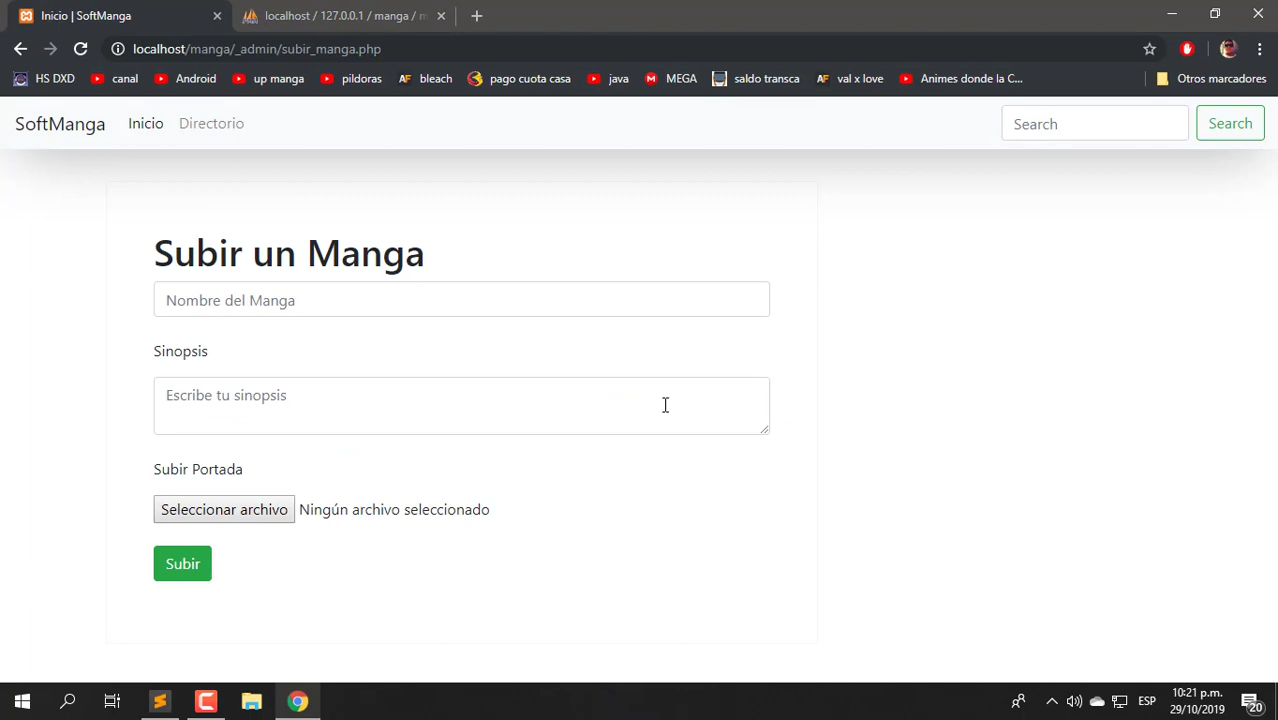 Inicio | SoftManga
localhost / 127.0.0.1 / manga / m
localhost/manga/_admin/subir_manga.php
HS DXD
canal
Android
up manga
pildoras
AF bleach
pago cuota casa
java
M MEGA
saldo transca
AF val x love
Animes donde la C...
Otros marcadores
SoftManga
Inicio
Directorio
Search
Search
Subir un Manga
Nombre del Manga
Sinopsis
Escribe tu sinopsis
Subir Portada
Seleccionar archivo Ningún archivo seleccionado
Subir
ESP
10:21 p.m.
29/10/2019
20